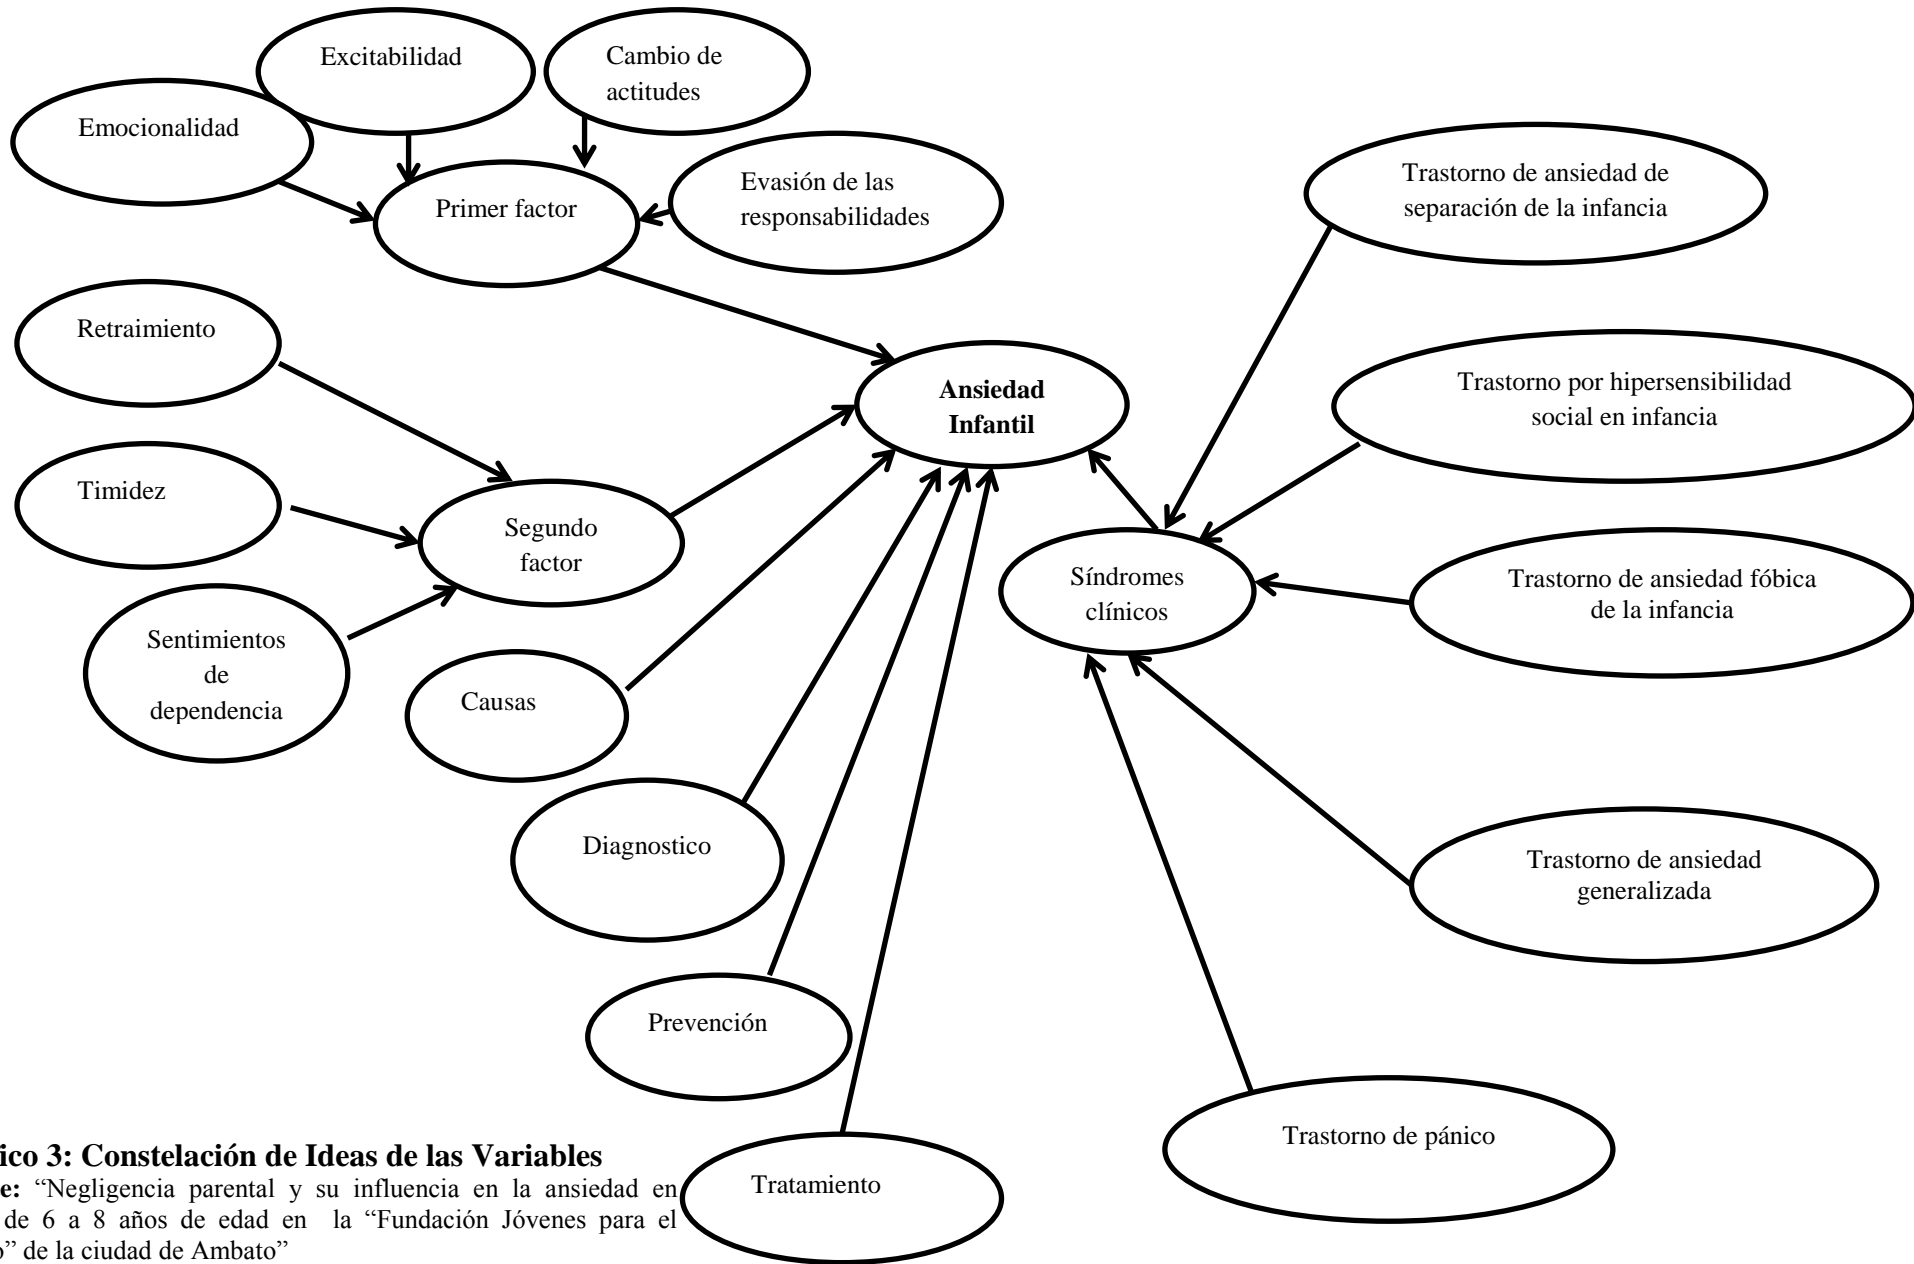 Excitabilidad
Cambio de
actitudes
Emocionalidad
Evasión de las
responsabilidades
Primer factor
Trastorno de ansiedad de
separación de la infancia
Retraimiento
Ansiedad
Infantil
Trastorno por hipersensibilidad
social en infancia
Timidez
Segundo
factor
Síndromes
clínicos
Trastorno de ansiedad fóbica
de la infancia
Sentimientos
de
dependencia
Causas
Diagnostico
Trastorno de ansiedad
generalizada
Prevención
Trastorno de pánico
Tratamiento
ico 3: Constelación de Ideas de las Variables
e: “Negligencia parental y su influencia en la ansiedad en
de 6 a 8 años de edad en la “Fundación Jóvenes para el
o” de la ciudad de Ambato”